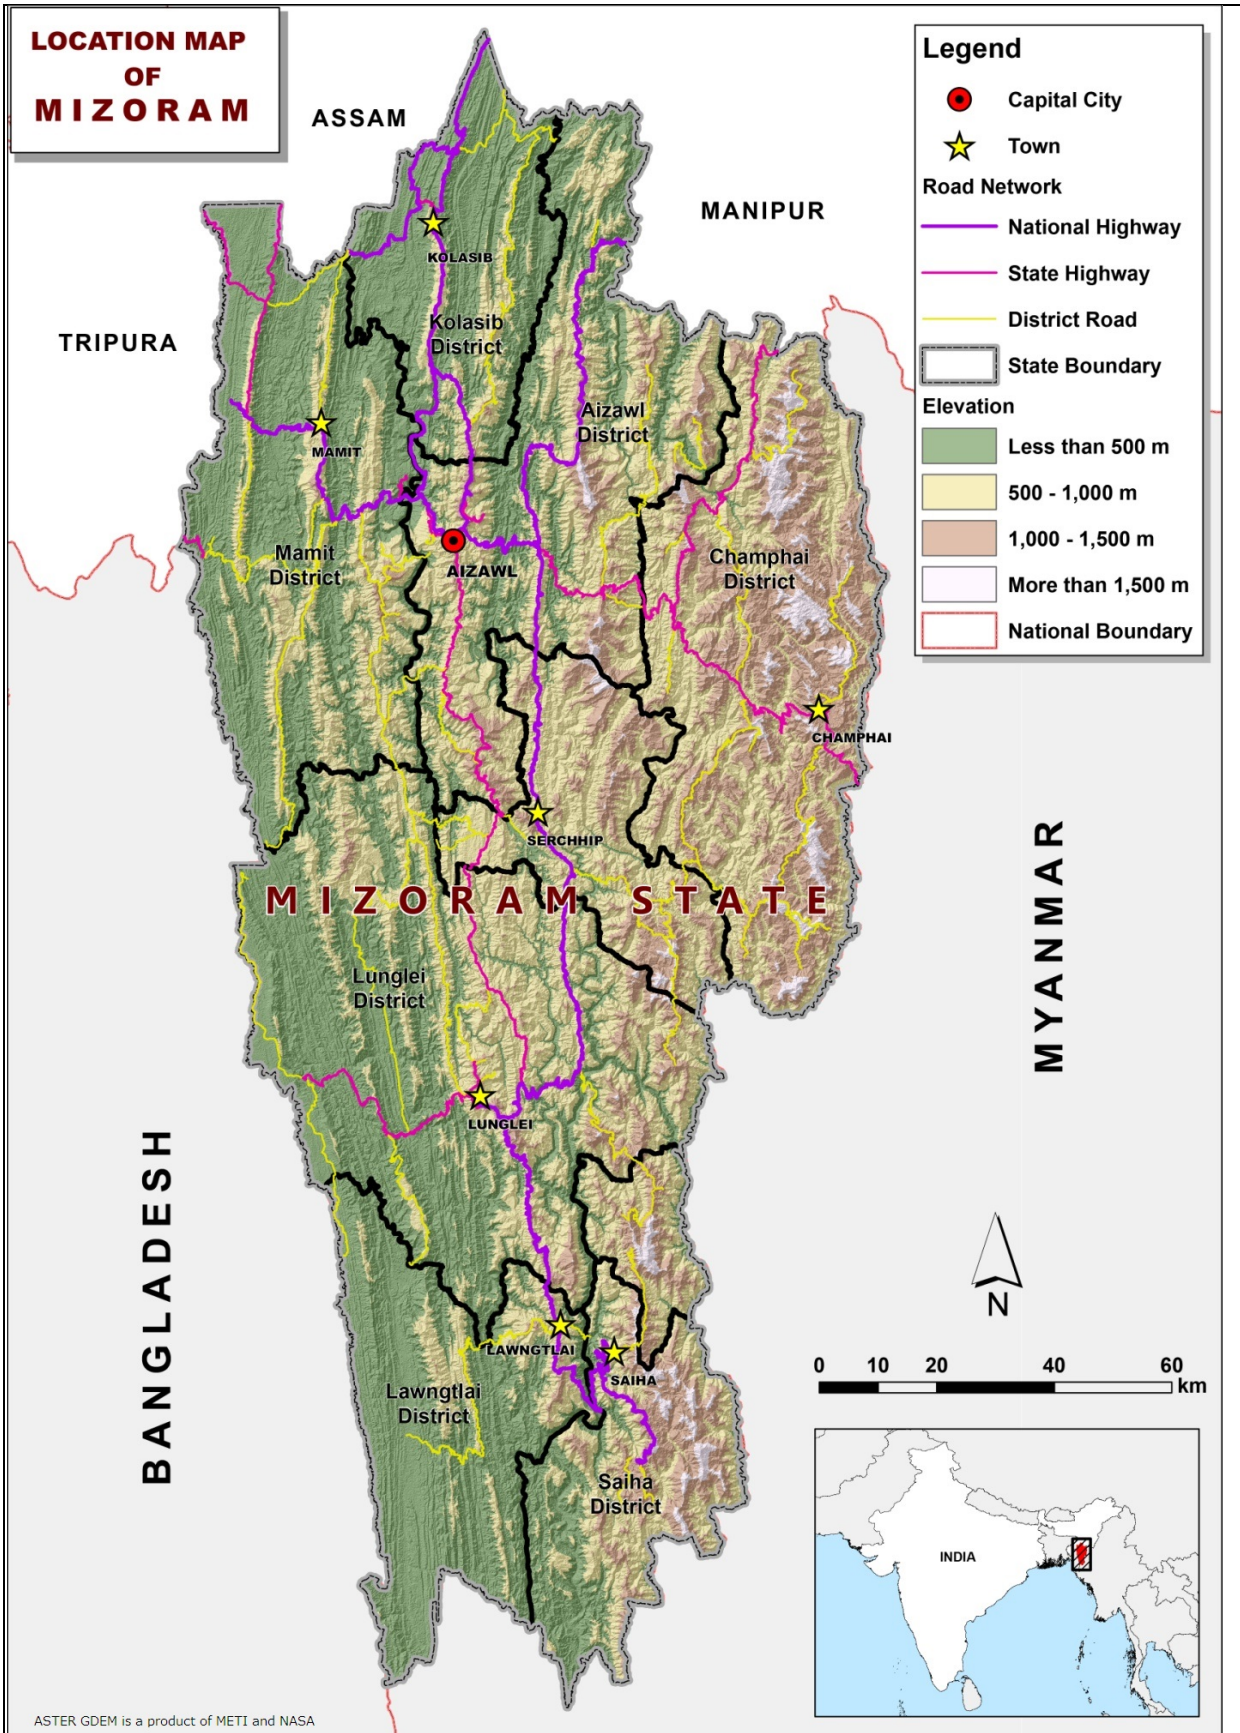 LOCATION MAP
OF
MIZORAM
ASSAM
MANIPUR
TRIPURA
Legend
Capital City
Town
Road Network
National Highway
State Highway
District Road
State Boundary
Elevation
Less than 500 m
500 - 1,000 m
1,000 - 1,500 m
More than 1,500 m
National Boundary
KOLASIB
Kolasib
District
Aizawl
District
MAMIT
Mamit
District
AIZAWL
Champhai
District
CHAMPHAI
SERCHHIP
MIZORAM STATE
Lunglei
District
LUNGLEI
MYANMAR
BANGLADESH
LAWNGTLAI
SAIHA
Lawngtlai
District
Saiha
District
N
0 10 20 40 60
km
INDIA
ASTER GDEM is a product of METI and NASA